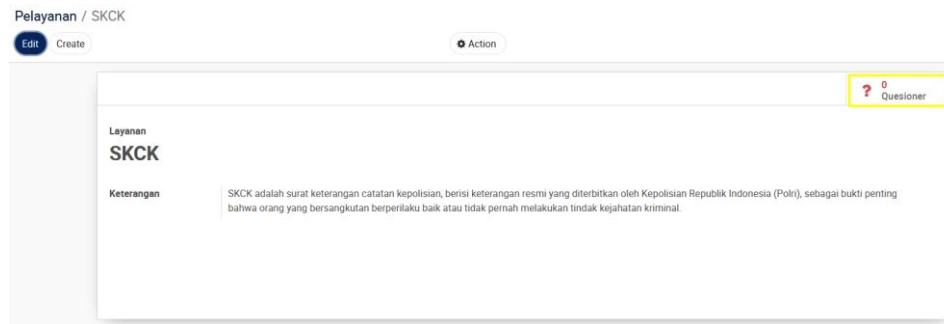 Pelayanan / SKCK
Edit Create Action
? 0
Quesioner
Layanan
SKCK
Keterangan SKCK adalah surat keterangan catatan kepolisian, berisi keterangan resmi yang diterbitkan oleh Kepolisian Republik Indonesia (Polri), sebagai bukti penting
bahwa orang yang bersangkutan berperilaku baik atau tidak pernah melakukan tindak kejahatan kriminal.